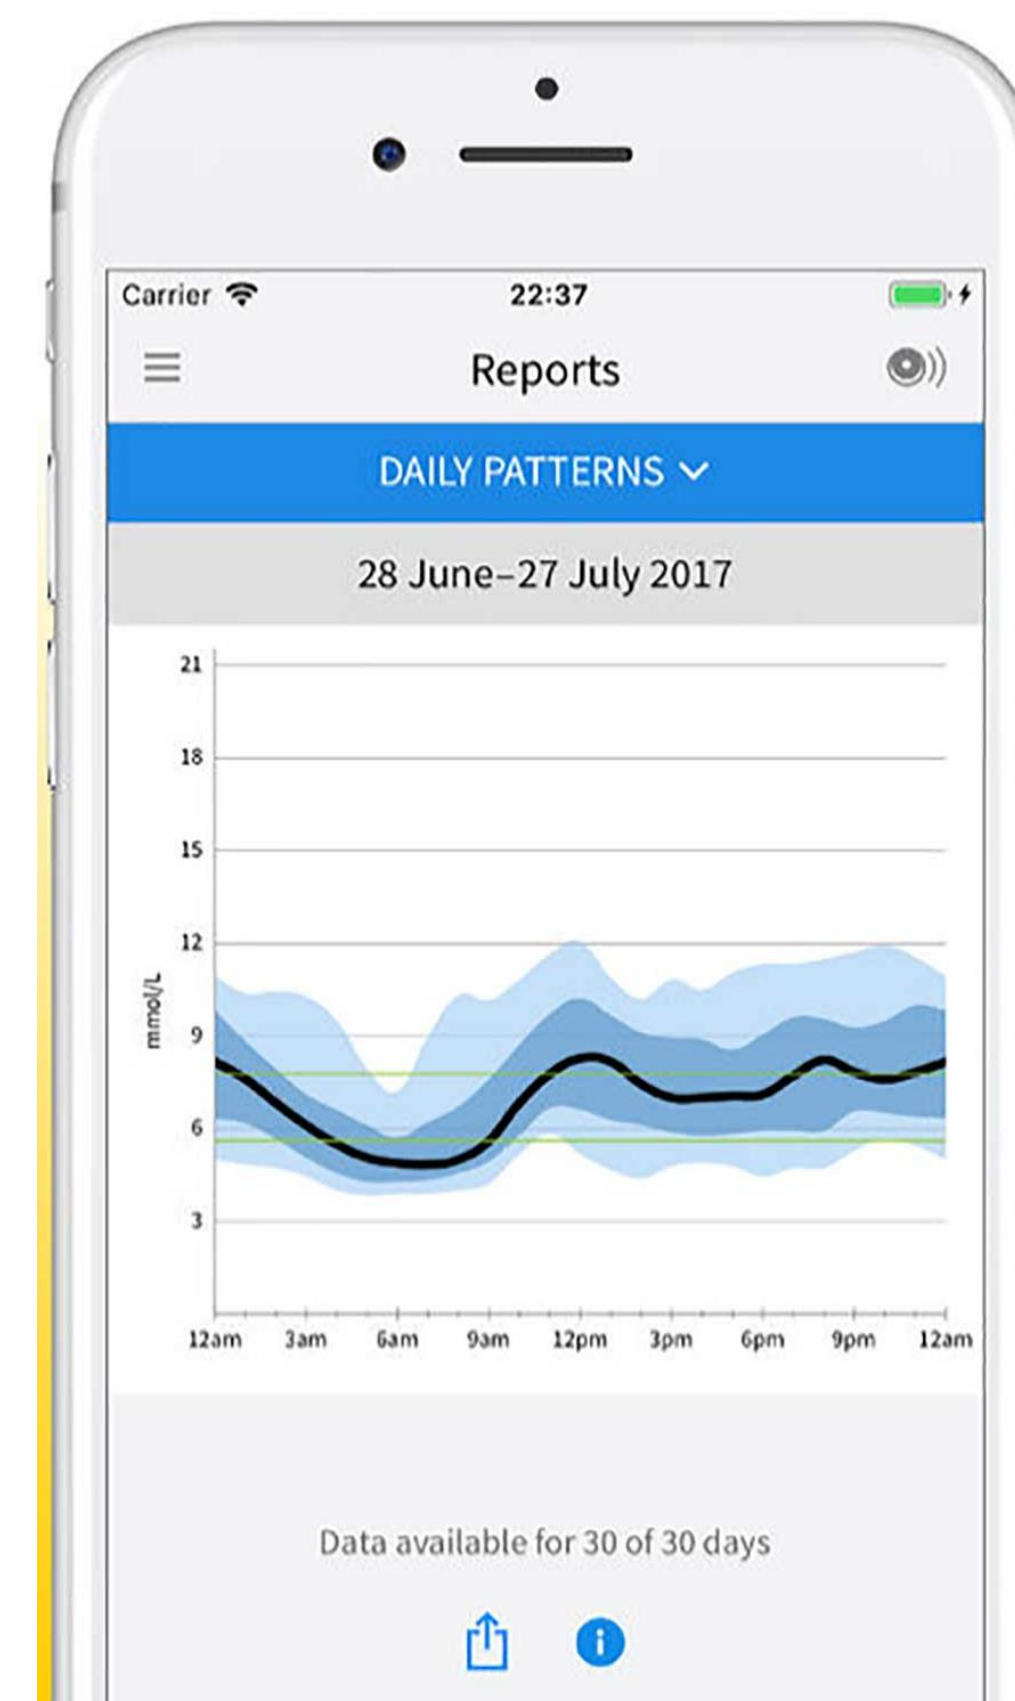 Carrier 22:37
Reports
DAILY PATTERNS
28 June–27 July 2017
21
18
15
12
9
6
3
mmol/L
12am 3am 6am 9am 12pm 3pm 6pm 9pm 12am
Data available for 30 of 30 days